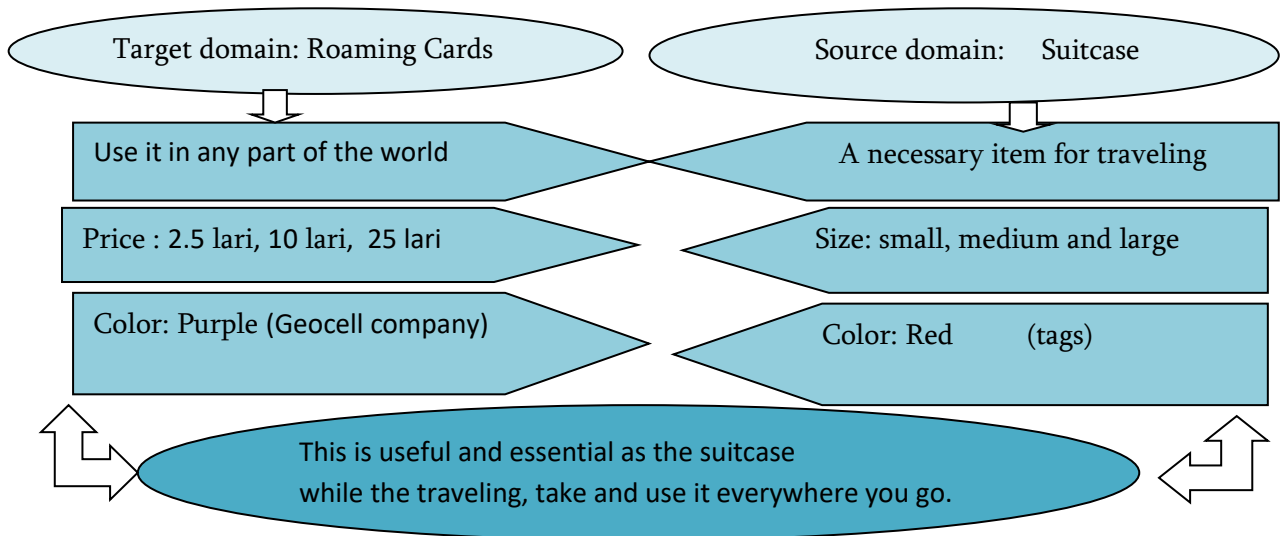 Target domain: Roaming Cards
Source domain: Suitcase
Use it in any part of the world
A necessary item for traveling
Price : 2.5 lari, 10 lari, 25 lari
Size: small, medium and large
Color: Purple (Geocell company)
Color: Red (tags)
This is useful and essential as the suitcase
while the traveling, take and use it everywhere you go.